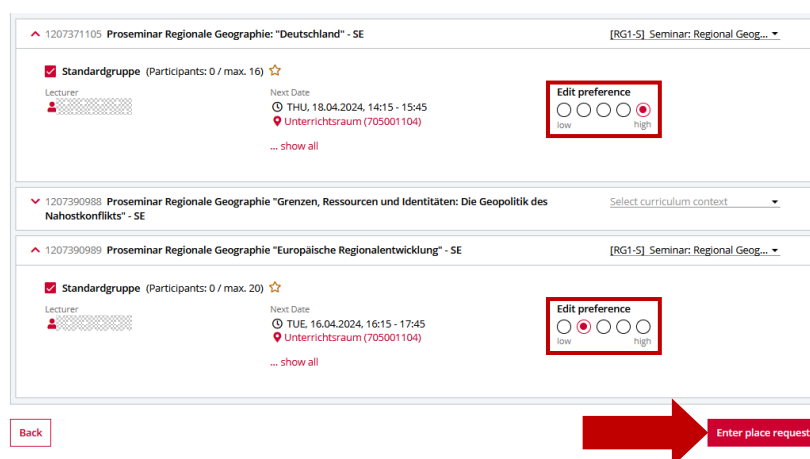 1207371105 Proseminar Regionale Geographie: "Deutschland" - SE
[RG1-S] Seminar: Regional Geog...
Standardgruppe (Participants: 0 / max. 16)
Lecturer
Next Date
THU, 18.04.2024, 14:15 - 15:45
Unterrichtsraum (705001104)
... show all
Edit preference
low high
1207390988 Proseminar Regionale Geographie "Grenzen, Ressourcen und Identitäten: Die Geopolitik des
Nahostkonflikts" - SE
Select curriculum context
1207390989 Proseminar Regionale Geographie "Europäische Regionalentwicklung" - SE
[RG1-S] Seminar: Regional Geog...
Standardgruppe (Participants: 0 / max. 20)
Lecturer
Next Date
TUE, 16.04.2024, 16:15 - 17:45
Unterrichtsraum (705001104)
... show all
Edit preference
low high
Back
Enter place request